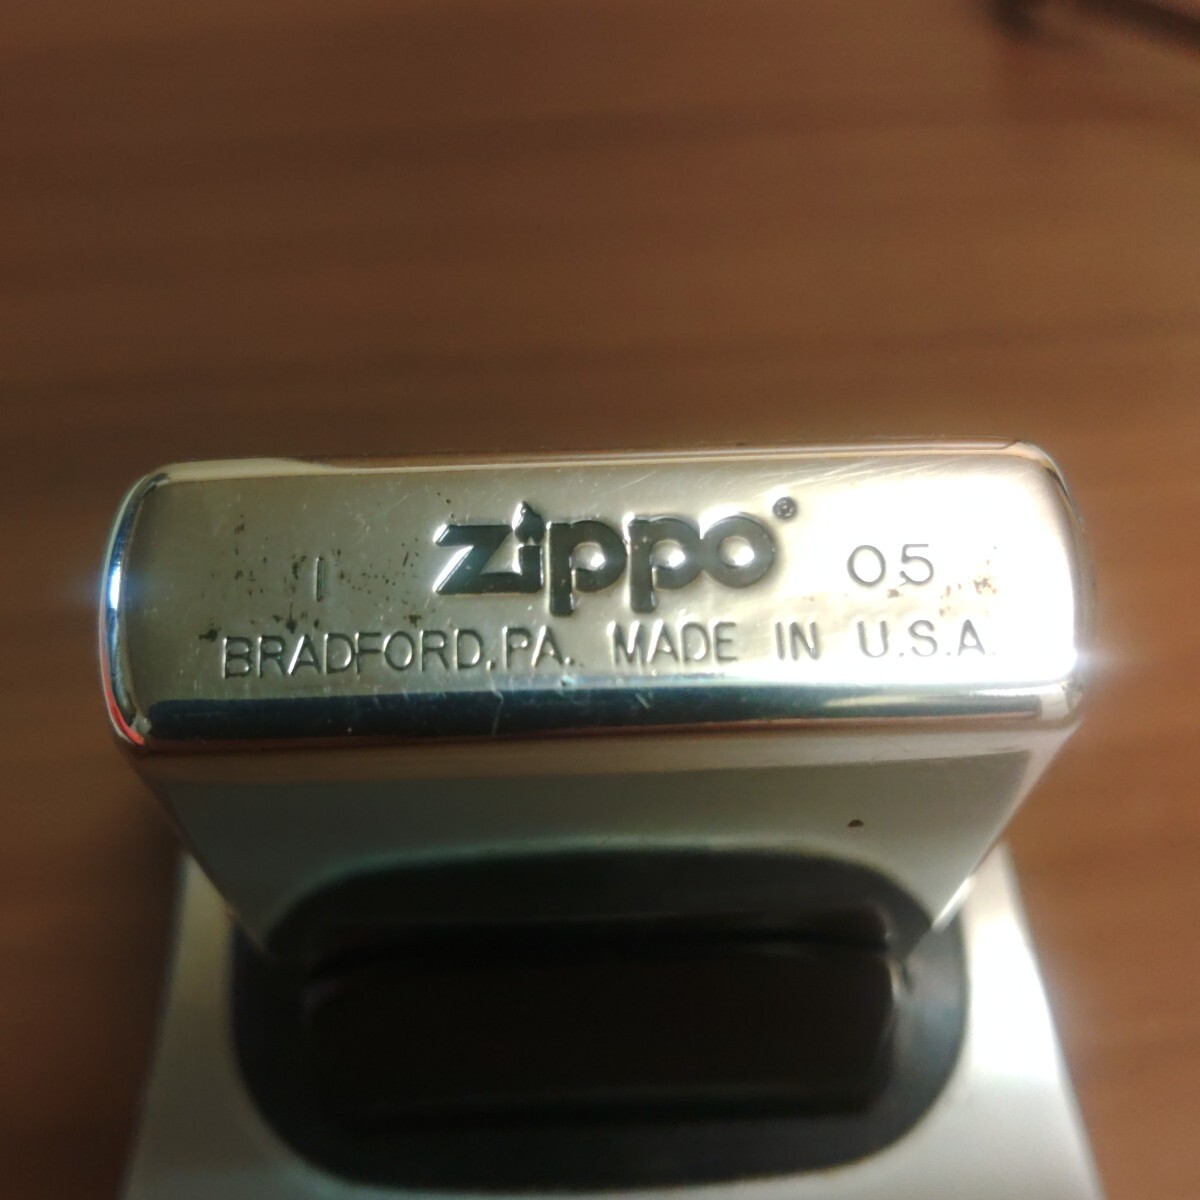 I zippo® 05
BRADFORD, PA. MADE IN U.S.A.